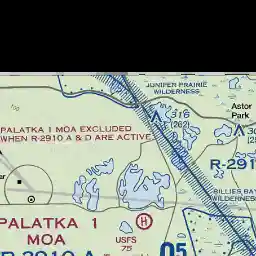 JUNIPER PRAIRIE
WILDERNESS
Astor
Park
316
(262)
PALATKA 1 MOA EXCLUDED
WHEN R-2910 A & D ARE ACTIVE
R-291
BILLIES BAY
WILDERNESS
PALATKA 1
MOA
H
USFS
75
05
R-2910 A